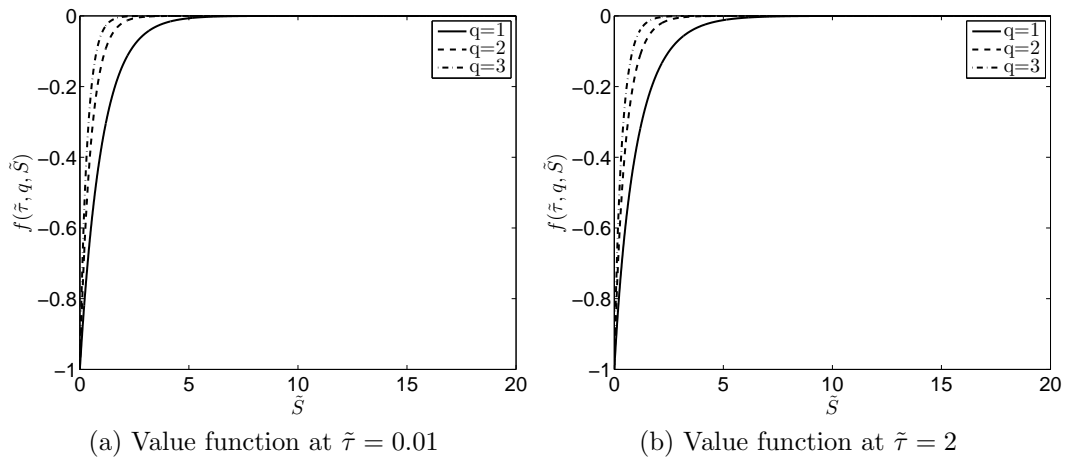 0
−0.2
−0.4
−0.6
−0.8
−1
0 5 10 15 20
f(τ̃, q, S̃)
S̃
q=1
q=2
q=3
(a) Value function at τ̃ = 0.01
0
−0.2
−0.4
−0.6
−0.8
−1
0 5 10 15 20
f(τ̃, q, S̃)
S̃
q=1
q=2
q=3
(b) Value function at τ̃ = 2